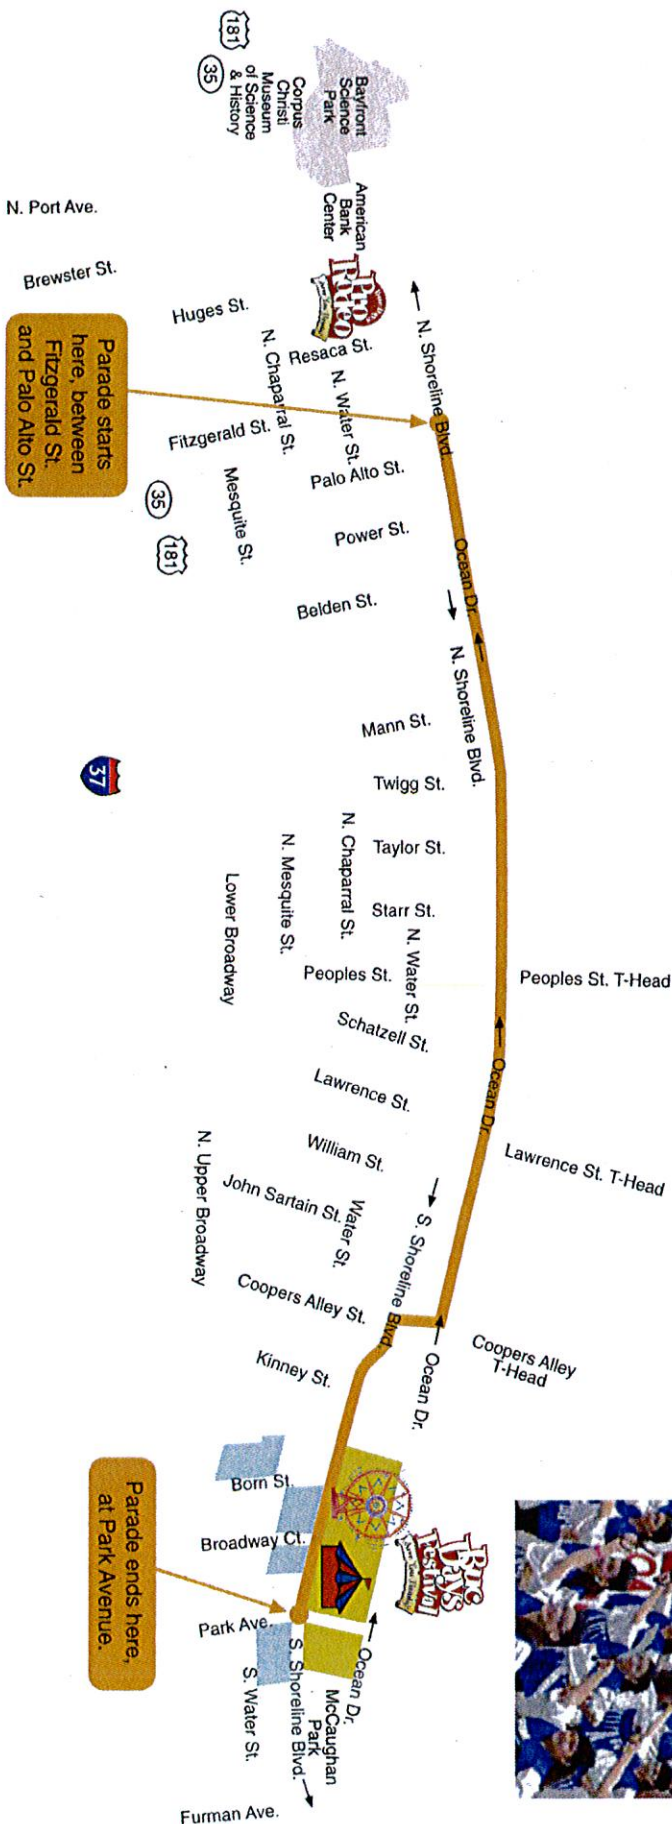 181
35
Bayfront
Science
Park
Corpus
Christi
Museum
of Science
& History
American
Bank
Center
Pro
Rodeo
N. Port Ave.
Brewster St.
Huges St.
Resaca St.
N. Chaparral St.
N. Water St.
Fitzgerald St.
Mesquite St.
Palo Alto St.
Power St.
Belden St.
35
181
N. Shoreline Blvd.
Parade starts
here, between
Fitzgerald St.
and Palo Alto St.
Ocean Dr.
N. Shoreline Blvd.
37
Mann St.
Twigg St.
Taylor St.
Starr St.
N. Chaparral St.
N. Mesquite St.
Lower Broadway
N. Water St.
Peoples St.
Peoples St. T-Head
Schatzell St.
Ocean Dr.
Lawrence St.
Lawrence St. T-Head
William St.
John Sartain St.
Water St.
N. Upper Broadway
S. Shoreline Blvd.
Coopers Alley St.
Coopers Alley
T-Head
Ocean Dr.
Kinney St.
Born St.
Broadway Ct.
Buc
Days
Festival
Park Ave.
Parade ends here,
at Park Avenue.
Ocean Dr.
McCaughan
Park
S. Shoreline Blvd.
S. Water St.
Furman Ave.